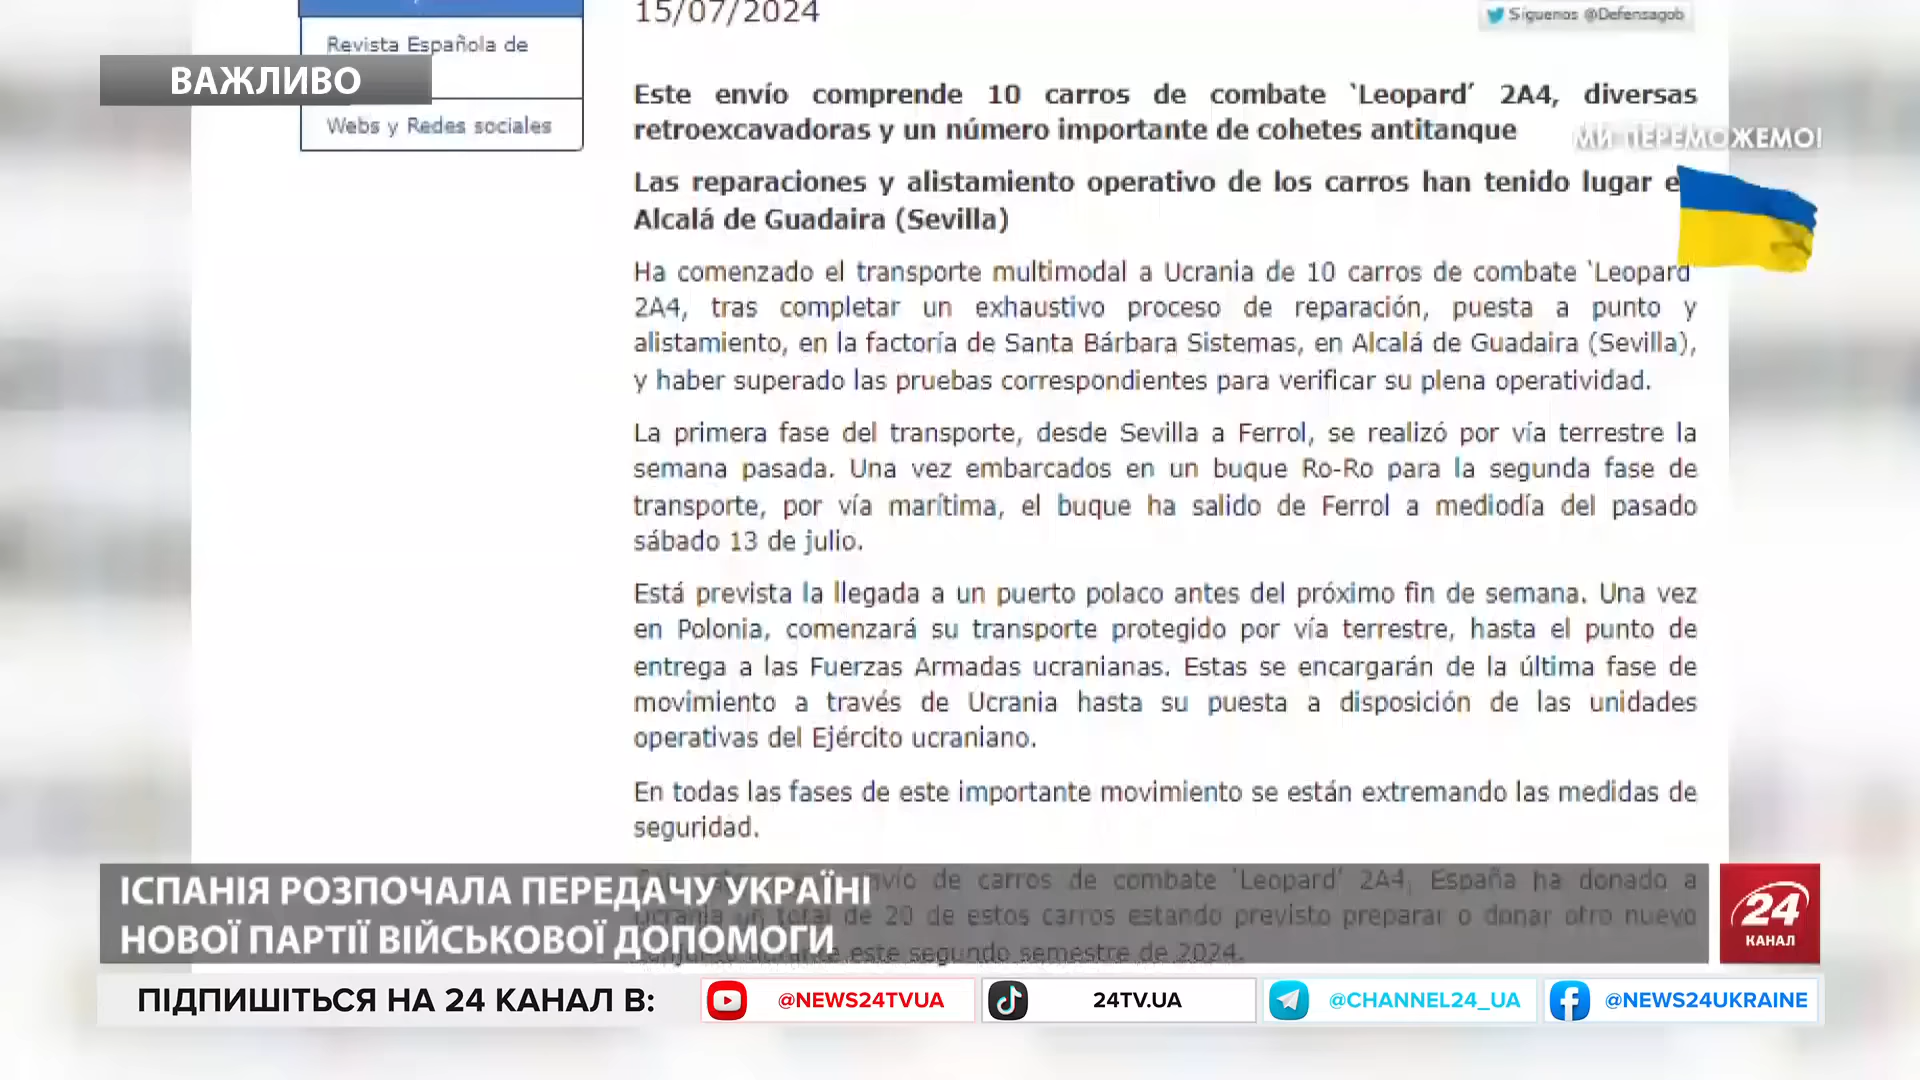 15/07/2024
Síguenos @Defensagob
Revista Española de
ВАЖЛИВО
Webs y Redes sociales
Este envío comprende 10 carros de combate `Leopard´ 2A4, diversas
retroexcavadoras y un número importante de cohetes antitanque
МИ ПЕРЕМОЖЕМО!
Las reparaciones y alistamiento operativo de los carros han tenido lugar
Alcalá de Guadaira (Sevilla)
Ha comenzado el transporte multimodal a Ucrania de 10 carros de combate `Leopard´
2A4, tras completar un exhaustivo proceso de reparación, puesta a punto y
alistamiento, en la factoría de Santa Bárbara Sistemas, en Alcalá de Guadaira (Sevilla),
y haber superado las pruebas correspondientes para verificar su plena operatividad.
La primera fase del transporte, desde Sevilla a Ferrol, se realizó por vía terrestre la
semana pasada. Una vez embarcados en un buque Ro-Ro para la segunda fase de
transporte, por vía marítima, el buque ha salido de Ferrol a mediodía del pasado
sábado 13 de julio.
Está prevista la llegada a un puerto polaco antes del próximo fin de semana. Una vez
en Polonia, comenzará su transporte protegido por vía terrestre, hasta el punto de
entrega a las Fuerzas Armadas ucranianas. Estas se encargarán de la última fase de
movimiento a través de Ucrania hasta su puesta a disposición de las unidades
operativas del Ejército ucraniano.
En todas las fases de este importante movimiento se están extremando las medidas de
seguridad.
envío de carros de combate `Leopard´ 2A4, España ha donado a
Ucrania un total de 20 de estos carros estando previsto preparar o donar otro nuevo
este segundo semestre de 2024.
ІСПАНІЯ РОЗПОЧАЛА ПЕРЕДАЧУ УКРАЇНІ
НОВОЇ ПАРТІЇ ВІЙСЬКОВОЇ ДОПОМОГИ
24
КАНАЛ
ПІДПИШІТЬСЯ НА 24 КАНАЛ В:
@NEWS24TVUA
24TV.UA
@CHANNEL24_UA
@NEWS24UKRAINE